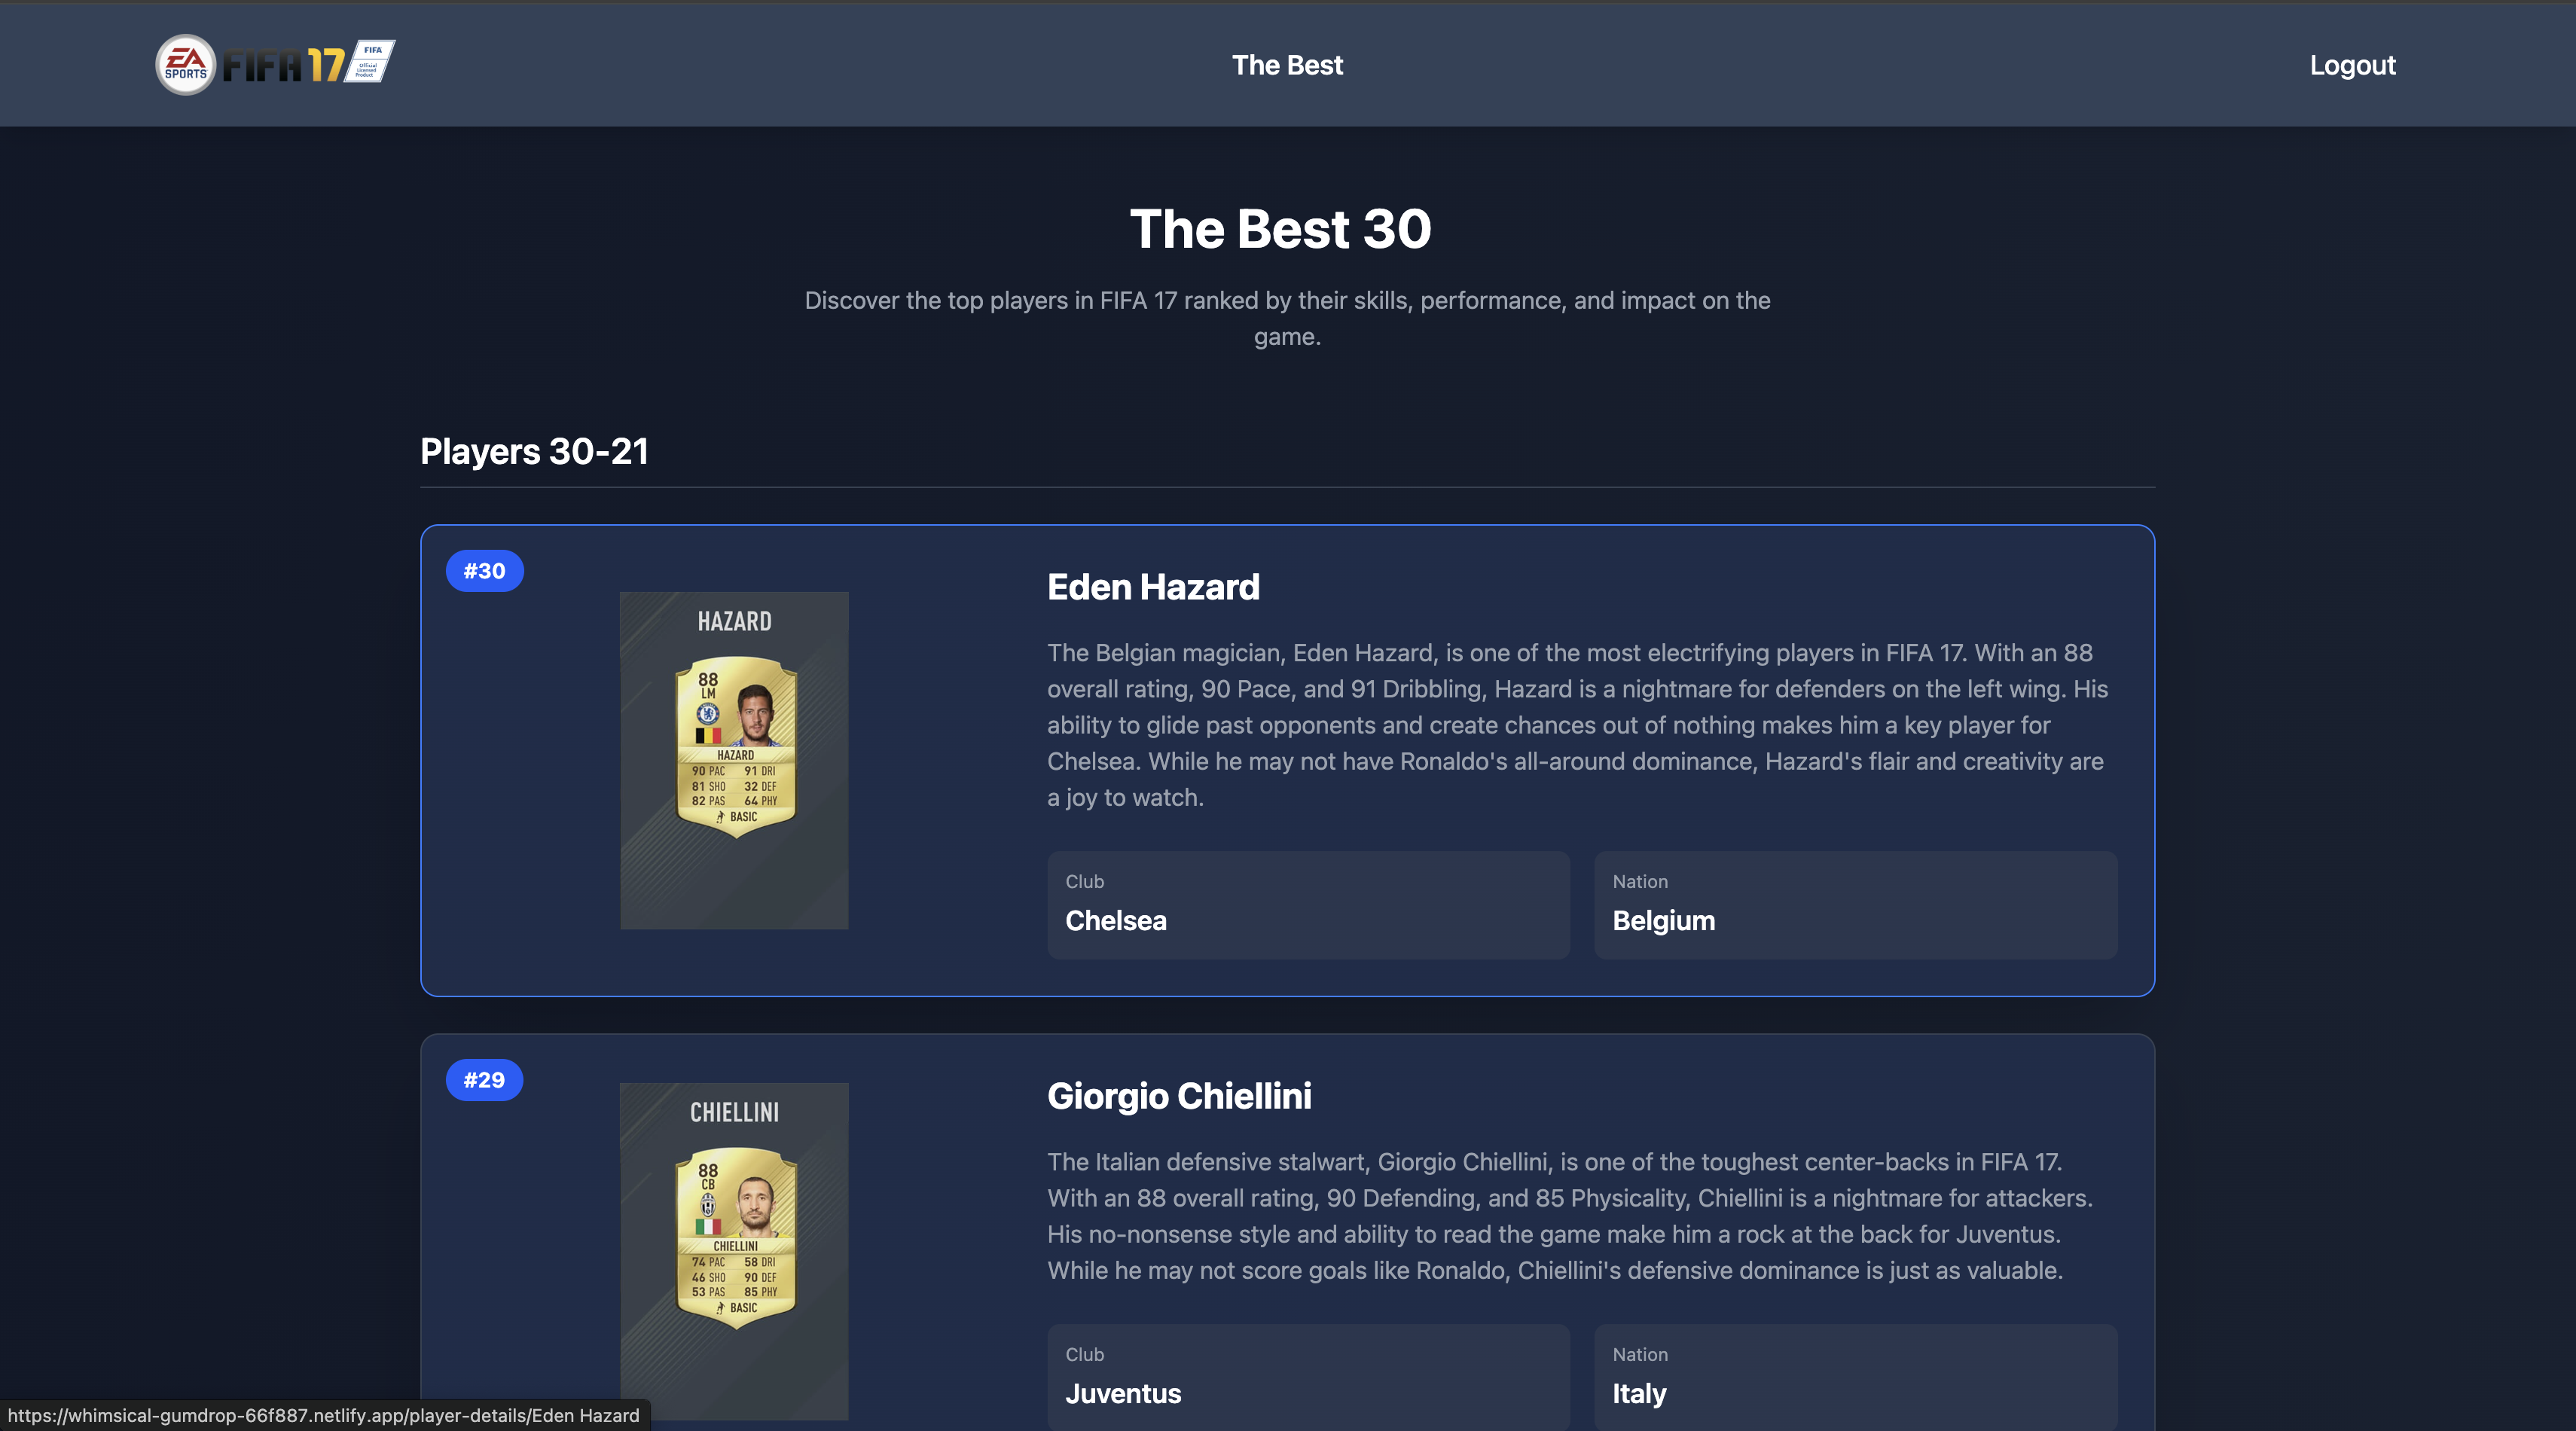 EA SPORTS FIFA 17 FIFA Official Licensed Product
The Best
Logout
The Best 30
Discover the top players in FIFA 17 ranked by their skills, performance, and impact on the
game.
Players 30-21
#30
HAZARD
88
LM
HAZARD
90 PAC 91 DRI
81 SHO 32 DEF
82 PAS 64 PHY
BASIC
Eden Hazard
The Belgian magician, Eden Hazard, is one of the most electrifying players in FIFA 17. With an 88
overall rating, 90 Pace, and 91 Dribbling, Hazard is a nightmare for defenders on the left wing. His
ability to glide past opponents and create chances out of nothing makes him a key player for
Chelsea. While he may not have Ronaldo's all-around dominance, Hazard's flair and creativity are
a joy to watch.
Club
Chelsea
Nation
Belgium
#29
CHIELLINI
88
CB
CHIELLINI
74 PAC 58 DRI
46 SHO 90 DEF
53 PAS 85 PHY
BASIC
Giorgio Chiellini
The Italian defensive stalwart, Giorgio Chiellini, is one of the toughest center-backs in FIFA 17.
With an 88 overall rating, 90 Defending, and 85 Physicality, Chiellini is a nightmare for attackers.
His no-nonsense style and ability to read the game make him a rock at the back for Juventus.
While he may not score goals like Ronaldo, Chiellini's defensive dominance is just as valuable.
Club
Juventus
Nation
Italy
https://whimsical-gumdrop-66f887.netlify.app/player-details/Eden Hazard